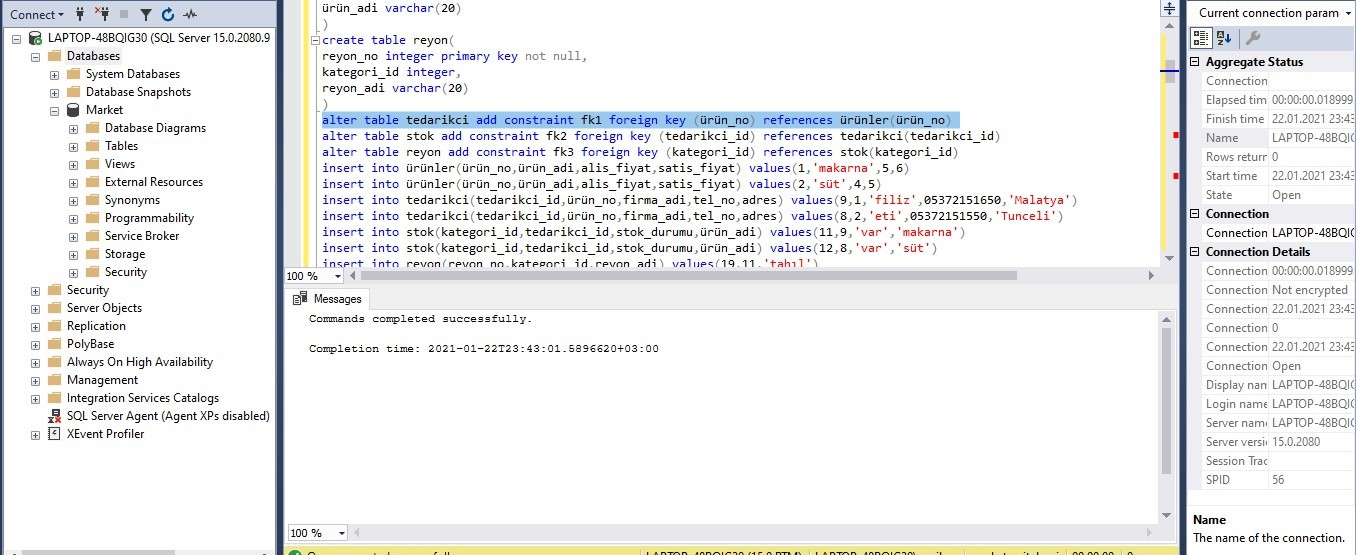 Connect
LAPTOP-48BQIG30 (SQL Server 15.0.2080.9
Databases
System Databases
Database Snapshots
Market
Database Diagrams
Tables
Views
External Resources
Synonyms
Programmability
Service Broker
Storage
Security
Security
Server Objects
Replication
PolyBase
Always On High Availability
Management
Integration Services Catalogs
SQL Server Agent (Agent XPs disabled)
XEvent Profiler
ürün_adi varchar(20)
)
create table reyon(
reyon_no integer primary key not null,
kategori_id integer,
reyon_adi varchar(20)
)
alter table tedarikci add constraint fk1 foreign key (ürün_no) references ürünler(ürün_no)
alter table stok add constraint fk2 foreign key (tedarikci_id) references tedarikci(tedarikci_id)
alter table reyon add constraint fk3 foreign key (kategori_id) references stok(kategori_id)
insert into ürünler(ürün_no,ürün_adi,alis_fiyat,satis_fiyat) values(1,'makarna',5,6)
insert into ürünler(ürün_no,ürün_adi,alis_fiyat,satis_fiyat) values(2,'süt',4,5)
insert into tedarikci(tedarikci_id,ürün_no,firma_adi,tel_no,adres) values(9,1,'filiz',05372151650,'Malatya')
insert into tedarikci(tedarikci_id,ürün_no,firma_adi,tel_no,adres) values(8,2,'eti',05372151550,'Tunceli')
insert into stok(kategori_id,tedarikci_id,stok_durumu,ürün_adi) values(11,9,'var','makarna')
insert into stok(kategori_id,tedarikci_id,stok_durumu,ürün_adi) values(12,8,'var','süt')
insert into reyon(reyon_no,kategori_id,reyon_adi) values(19,11,'tahıl')
100 %
Messages
Commands completed successfully.
Completion time: 2021-01-22T23:43:01.5896620+03:00
100 %
Current connection param
Aggregate Status
Connection
Elapsed tim 00:00:00.018999
Finish time 22.01.2021 23:43
Name LAPTOP-48BQIG
Rows return 0
Start time 22.01.2021 23:43
State Open
Connection
Connection LAPTOP-48BQIG
Connection Details
Connection 00:00:00.018999
Connection Not encrypted
Connection 22.01.2021 23:43
Connection 0
Connection 22.01.2021 23:43
Connection Open
Display nam LAPTOP-48BQIG
Login name LAPTOP-48BQIG
Server name LAPTOP-48BQIG
Server versi 15.0.2080
Session Trac
SPID 56
Name
The name of the connection.